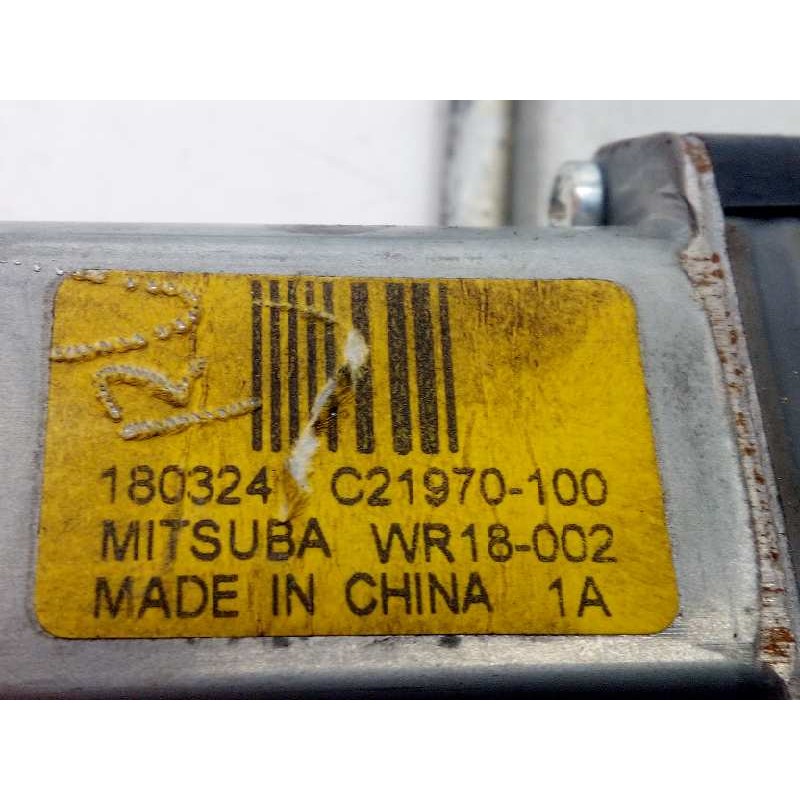 180324 C21970-100
MITSUBA WR18-002
MADE IN CHINA 1A